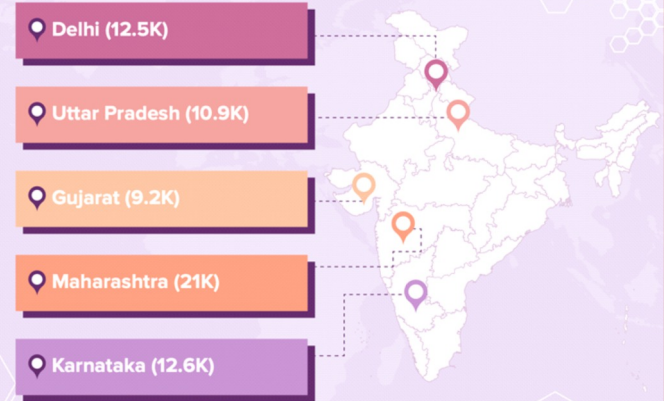 Delhi (12.5K)
Uttar Pradesh (10.9K)
Gujarat (9.2K)
Maharashtra (21K)
Karnataka (12.6K)